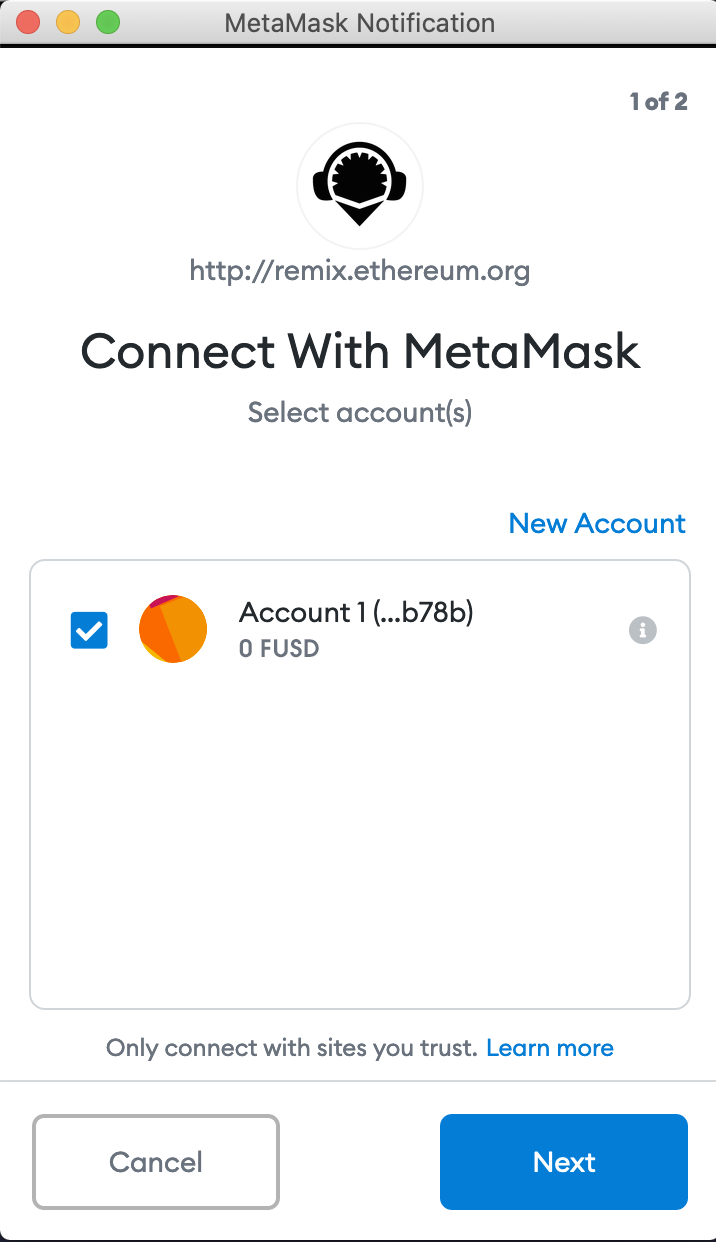 MetaMask Notification
1 of 2
http://remix.ethereum.org
Connect With MetaMask
Select account(s)
New Account
Account 1 (...b78b)
0 FUSD
Only connect with sites you trust. Learn more
Cancel
Next